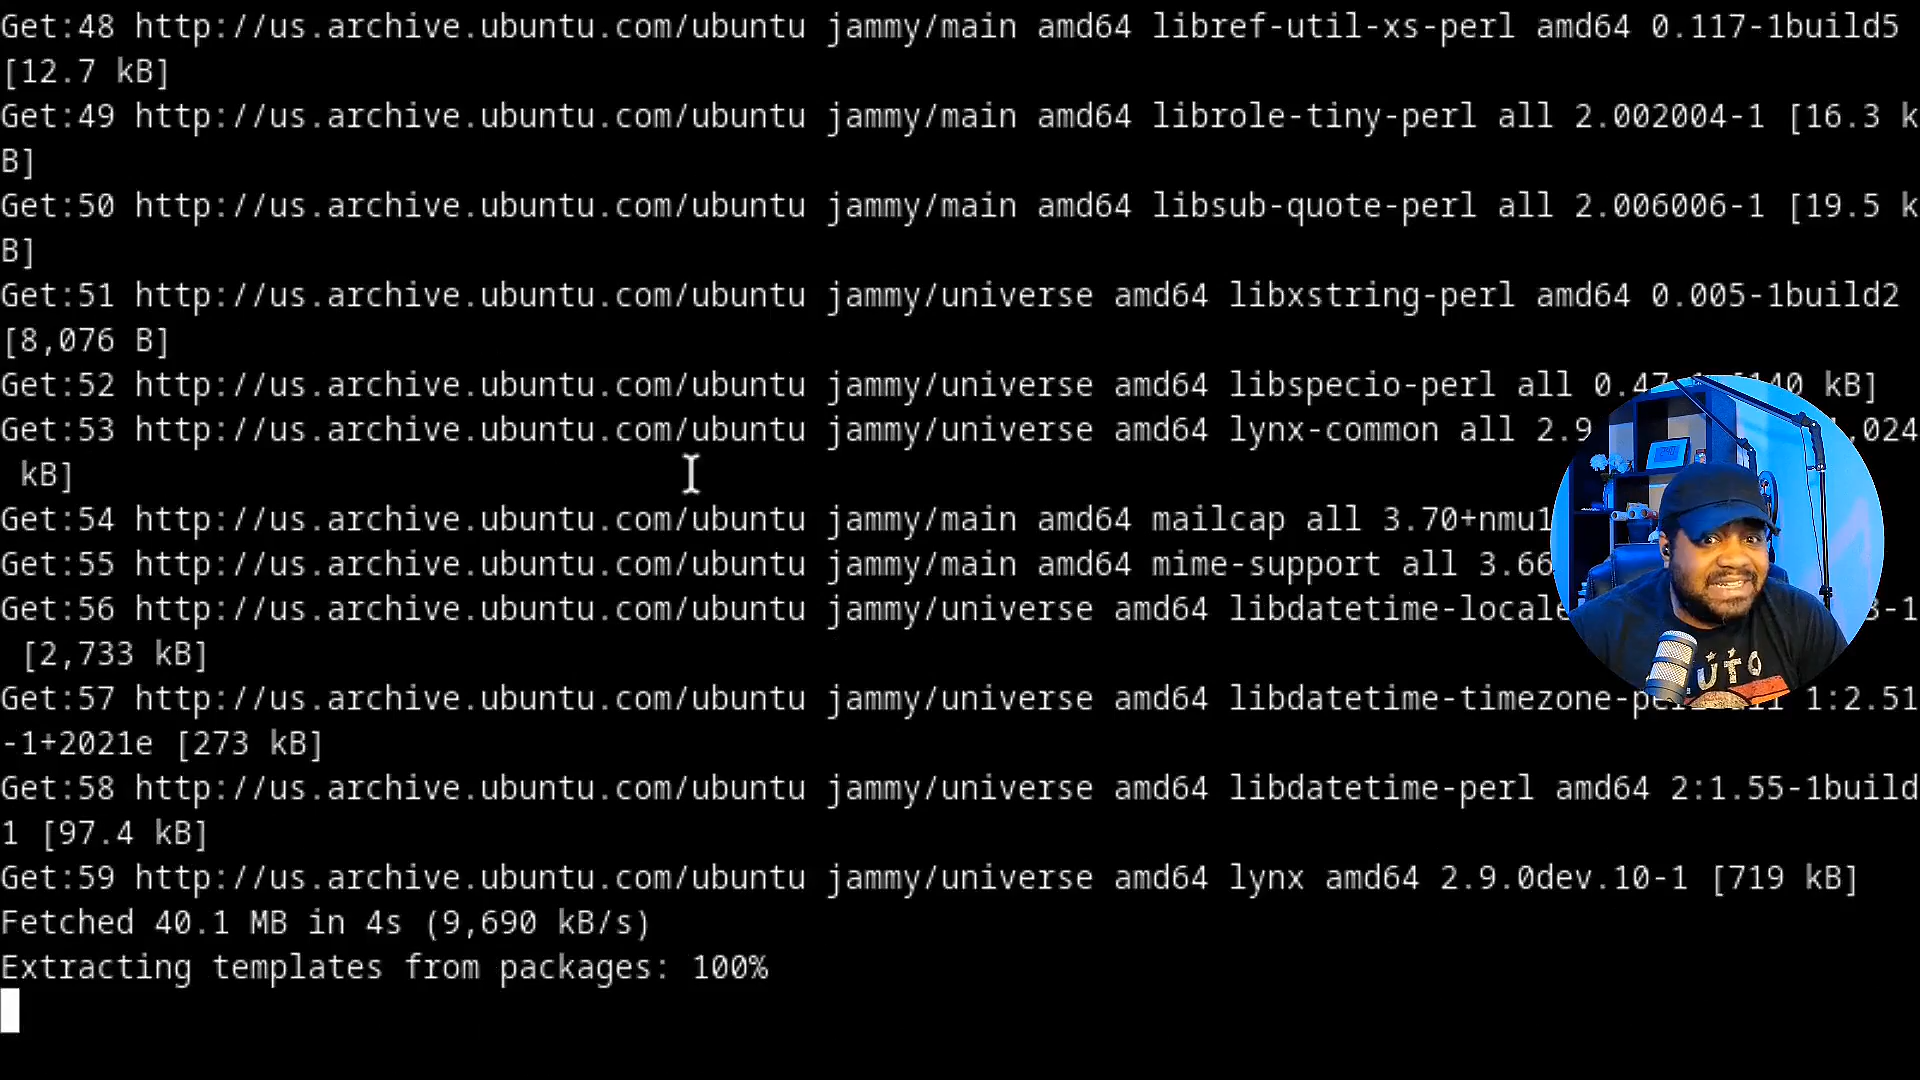 Get:48 http://us.archive.ubuntu.com/ubuntu jammy/main amd64 libref-util-xs-perl amd64 0.117-1build5
[12.7 kB]
Get:49 http://us.archive.ubuntu.com/ubuntu jammy/main amd64 librole-tiny-perl all 2.002004-1 [16.3 k
B]
Get:50 http://us.archive.ubuntu.com/ubuntu jammy/main amd64 libsub-quote-perl all 2.006006-1 [19.5 k
B]
Get:51 http://us.archive.ubuntu.com/ubuntu jammy/universe amd64 libxstring-perl amd64 0.005-1build2
[8,076 B]
Get:52 http://us.archive.ubuntu.com/ubuntu jammy/universe amd64 libspecio-perl all kB]
Get:53 http://us.archive.ubuntu.com/ubuntu jammy/universe amd64 lynx-common all 2.9 ,024
kB]
Get:54 http://us.archive.ubuntu.com/ubuntu jammy/main amd64 mailcap all 3.70+nmu1
Get:55 http://us.archive.ubuntu.com/ubuntu jammy/main amd64 mime-support all 3.66
Get:56 http://us.archive.ubuntu.com/ubuntu jammy/universe amd64 libdatetime-locale
[2,733 kB]
Get:57 http://us.archive.ubuntu.com/ubuntu jammy/universe amd64 libdatetime-timezone-perl all 1:2.51
-1+2021e [273 kB]
Get:58 http://us.archive.ubuntu.com/ubuntu jammy/universe amd64 libdatetime-perl amd64 2:1.55-1build
1 [97.4 kB]
Get:59 http://us.archive.ubuntu.com/ubuntu jammy/universe amd64 lynx amd64 2.9.0dev.10-1 [719 kB]
Fetched 40.1 MB in 4s (9,690 kB/s)
Extracting templates from packages: 100%